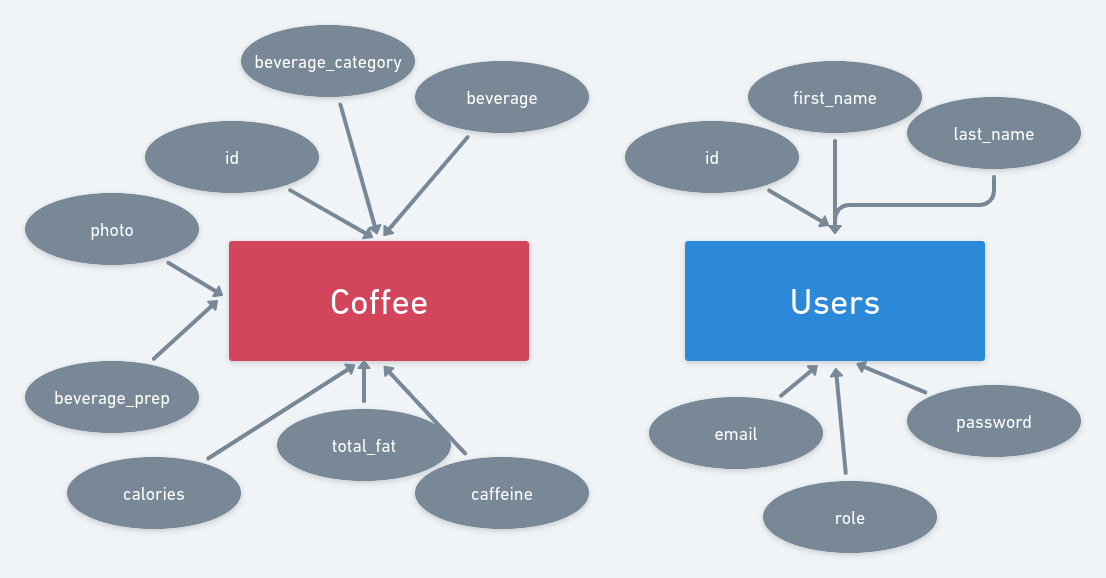 beverage_category
beverage
id
photo
Coffee
beverage_prep
calories
total_fat
caffeine
first_name
last_name
id
Users
email
password
role